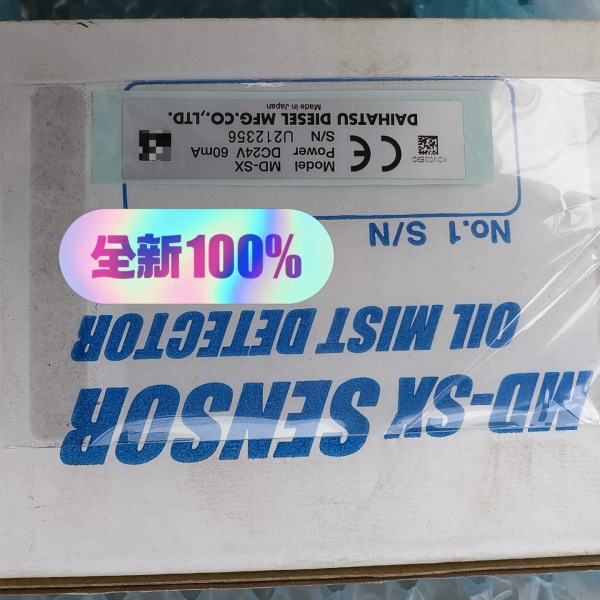 MD-SX SENSOR
OIL MIST DETECTOR
No.1 S/N
Model MD-SX
Power DC24V 60mA
S/N U212356
CE
DAIHATSU DIESEL MFG.CO.,LTD.
Made in Japan
全新100%